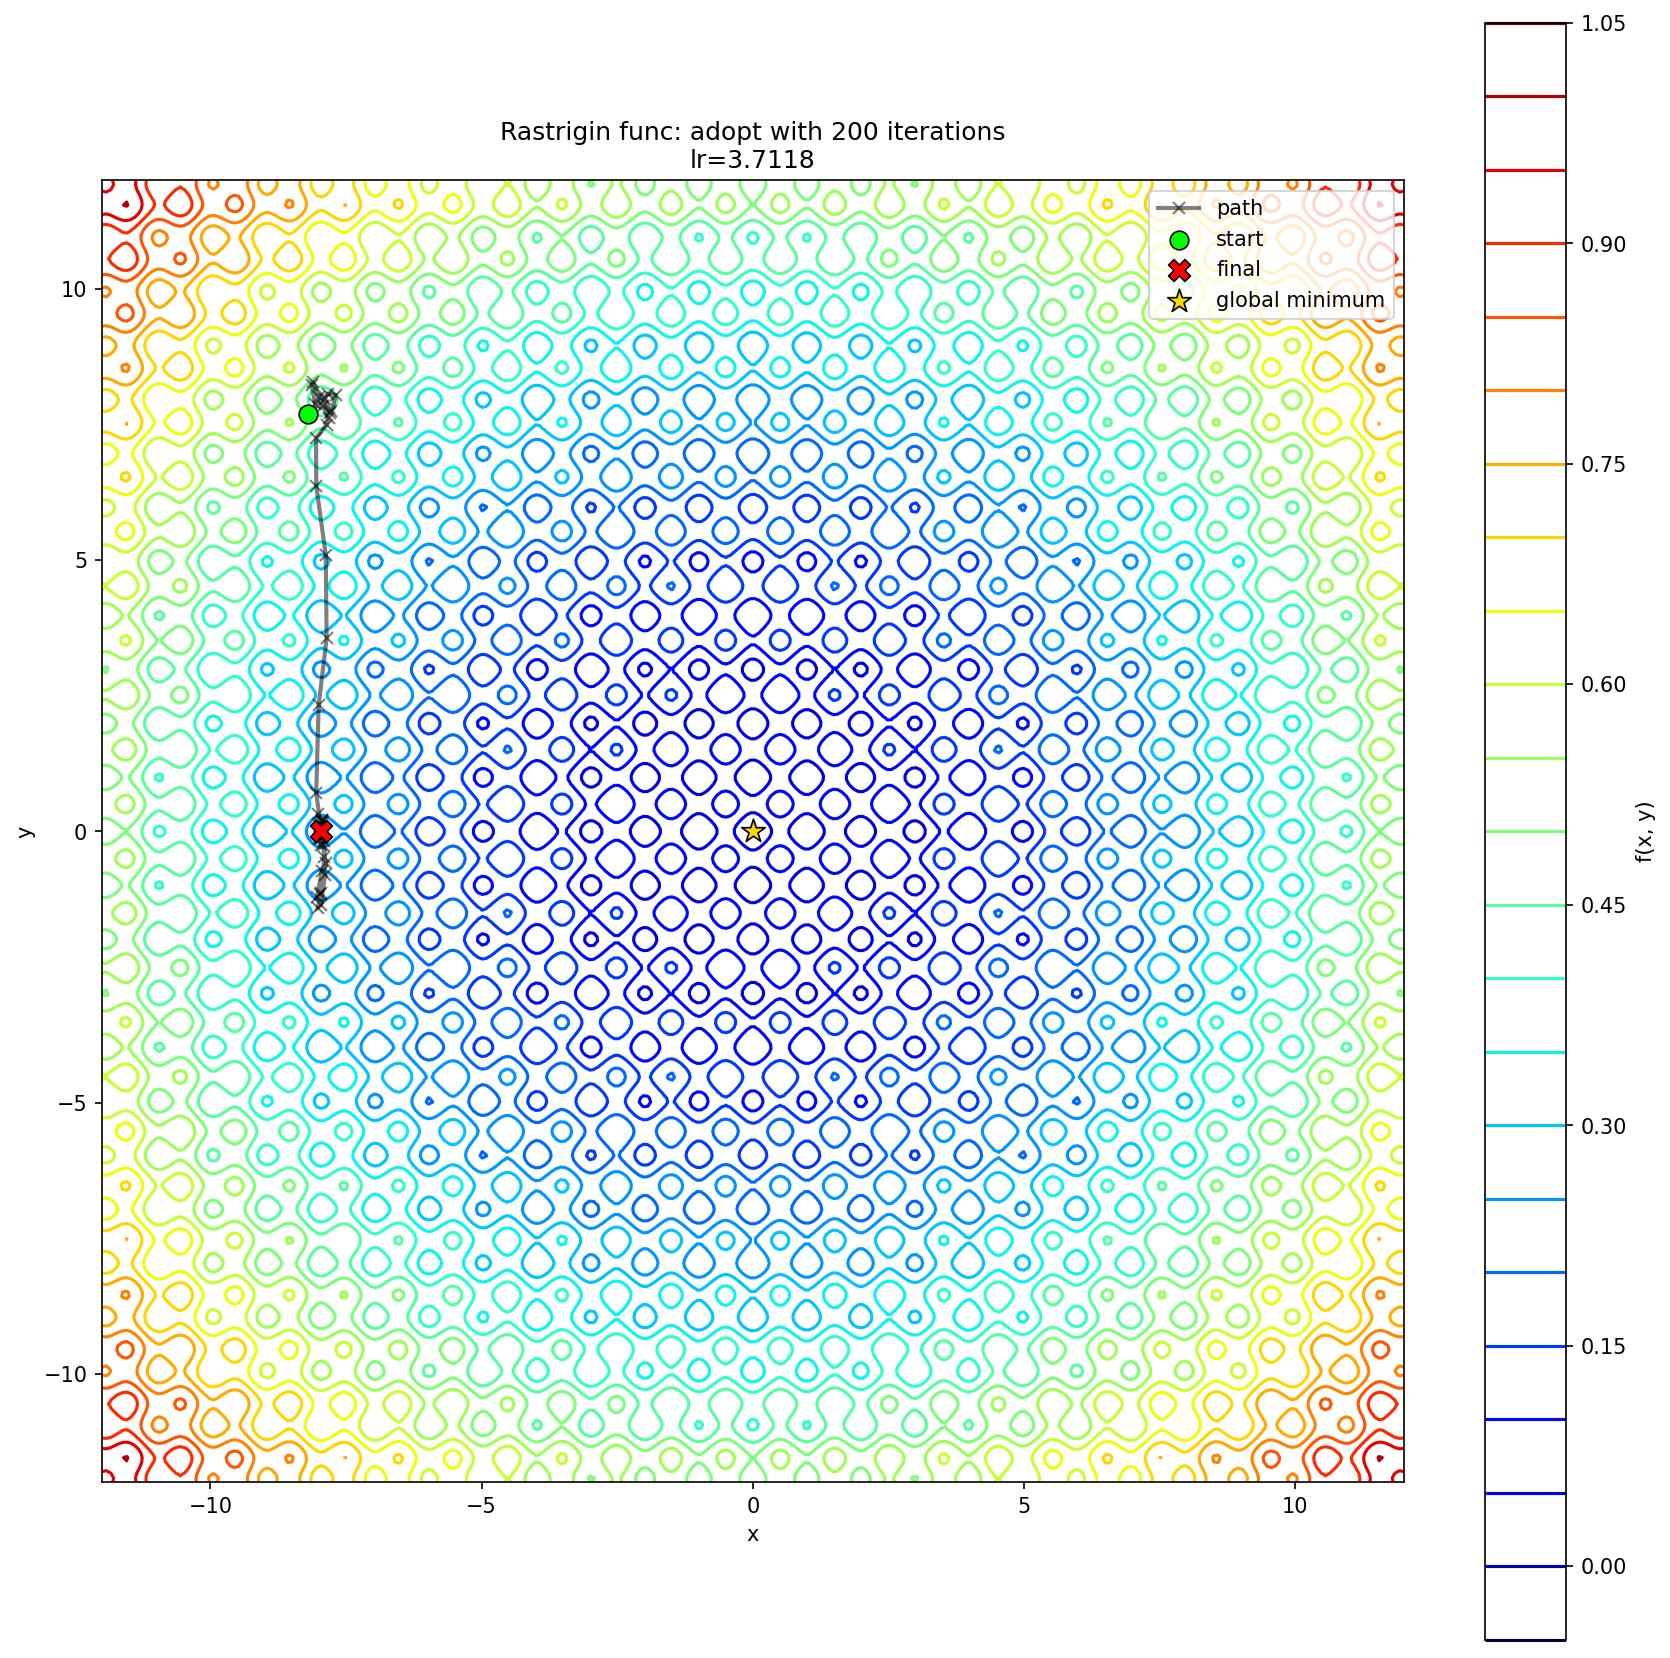 Rastrigin func: adopt with 200 iterations
lr=3.7118
path
start
final
global minimum
10
5
0
−5
−10
y
−10
−5
0
5
10
x
1.05
0.90
0.75
0.60
0.45
0.30
0.15
0.00
f(x, y)